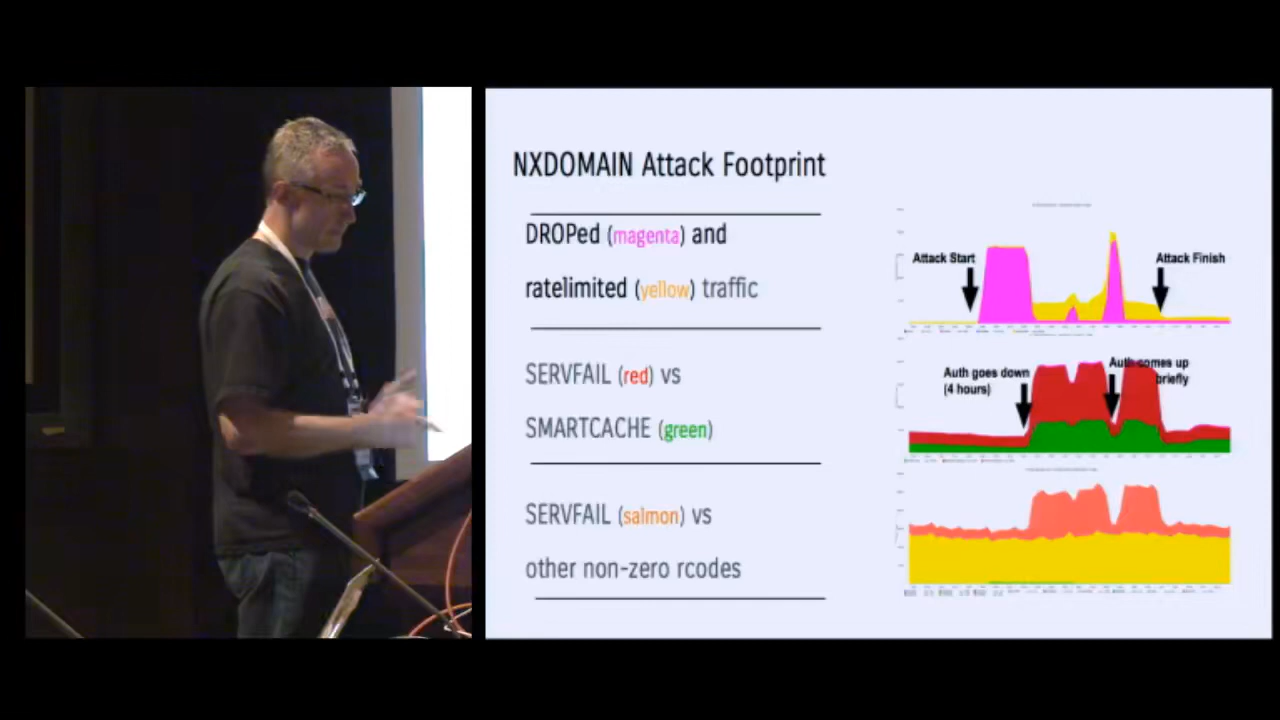 NXDOMAIN Attack Footprint
DROPed (magenta) and
ratelimited (yellow) traffic
SERVFAIL (red) vs
SMARTCACHE (green)
SERVFAIL (salmon) vs
other non-zero rcodes
Attack Start
Attack Finish
Auth goes down
(4 hours)
Auth comes up
briefly